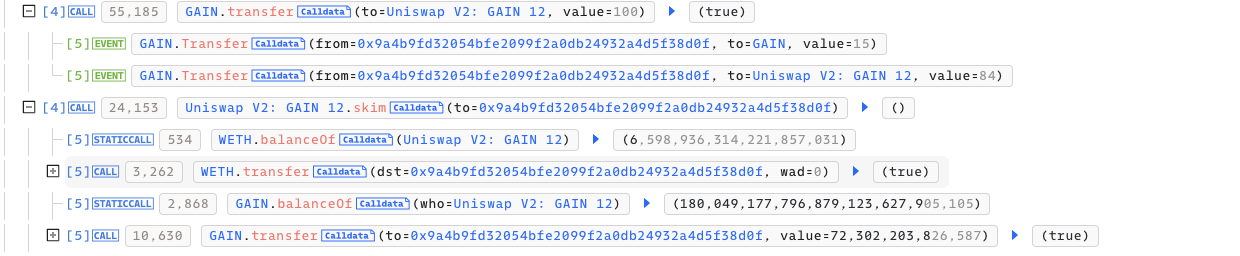 [4] CALL 55,185 GAIN.transfer Calldata (to=Uniswap V2: GAIN 12, value=100) (true)
[5] EVENT GAIN.Transfer Calldata (from=0x9a4b9fd32054bfe2099f2a0db24932a4d5f38d0f, to=GAIN, value=15)
[5] EVENT GAIN.Transfer Calldata (from=0x9a4b9fd32054bfe2099f2a0db24932a4d5f38d0f, to=Uniswap V2: GAIN 12, value=84)
[4] CALL 24,153 Uniswap V2: GAIN 12.skim Calldata (to=0x9a4b9fd32054bfe2099f2a0db24932a4d5f38d0f) ()
[5] STATICCALL 534 WETH.balanceOf Calldata (Uniswap V2: GAIN 12) (6,598,936,314,221,857,031)
[5] CALL 3,262 WETH.transfer Calldata (dst=0x9a4b9fd32054bfe2099f2a0db24932a4d5f38d0f, wad=0) (true)
[5] STATICCALL 2,868 GAIN.balanceOf Calldata (who=Uniswap V2: GAIN 12) (180,049,177,796,879,123,627,905,105)
[5] CALL 10,630 GAIN.transfer Calldata (to=0x9a4b9fd32054bfe2099f2a0db24932a4d5f38d0f, value=72,302,203,826,587) (true)